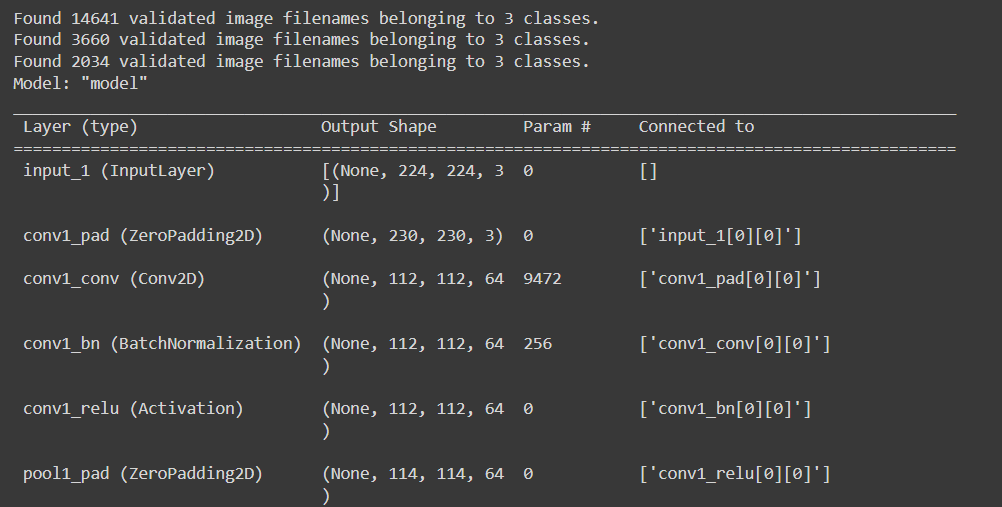 Found 14641 validated image filenames belonging to 3 classes.
Found 3660 validated image filenames belonging to 3 classes.
Found 2034 validated image filenames belonging to 3 classes.
Model: "model"
Layer (type) Output Shape Param # Connected to
input_1 (InputLayer) [(None, 224, 224, 3 0 []
)]
conv1_pad (ZeroPadding2D) (None, 230, 230, 3) 0 ['input_1[0][0]']
conv1_conv (Conv2D) (None, 112, 112, 64 9472 ['conv1_pad[0][0]']
)
conv1_bn (BatchNormalization) (None, 112, 112, 64 256 ['conv1_conv[0][0]']
)
conv1_relu (Activation) (None, 112, 112, 64 0 ['conv1_bn[0][0]']
)
pool1_pad (ZeroPadding2D) (None, 114, 114, 64 0 ['conv1_relu[0][0]']
)